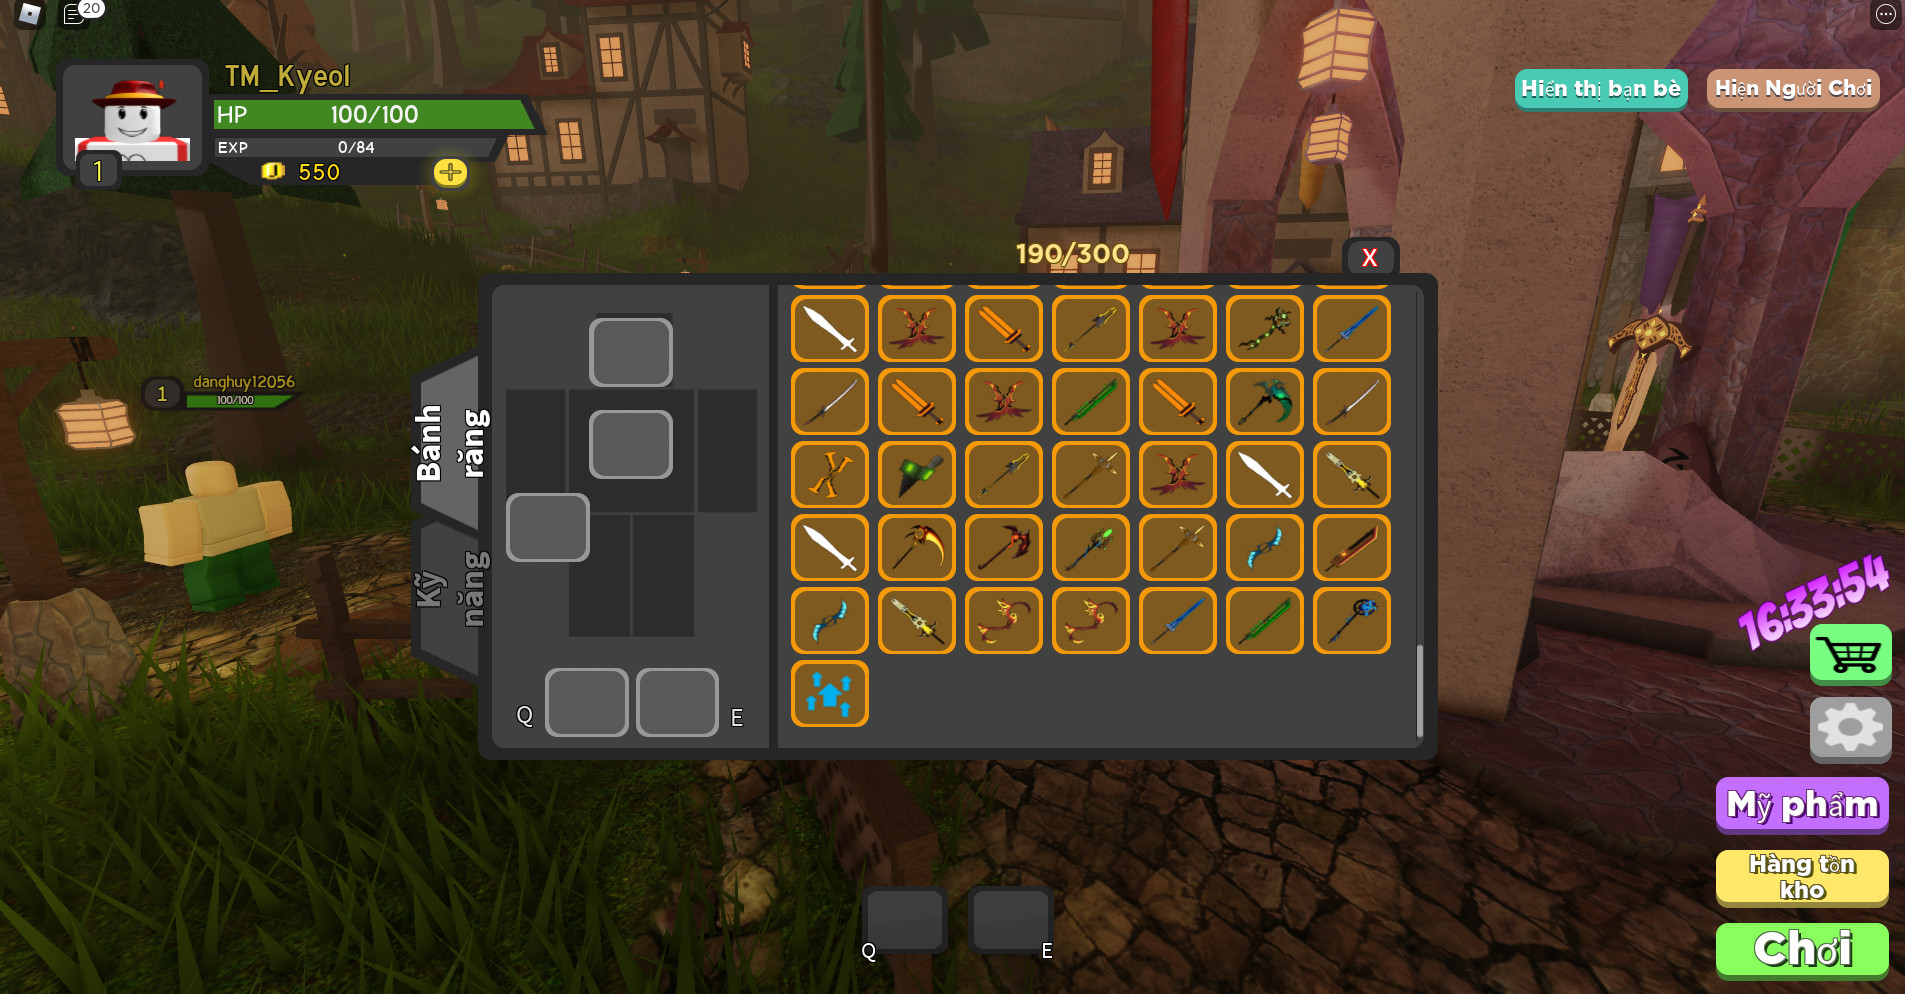 20
TM_Kyeol
HP 100/100
EXP 0/84
550
1
Hiển thị bạn bè
Hiện Người Chơi
190/300
X
1
danghuy12056
100/100
Bánh
răng
Kỹ
năng
Q
E
16:33:54
Mỹ phẩm
Hàng tồn
kho
Chơi
Q
E